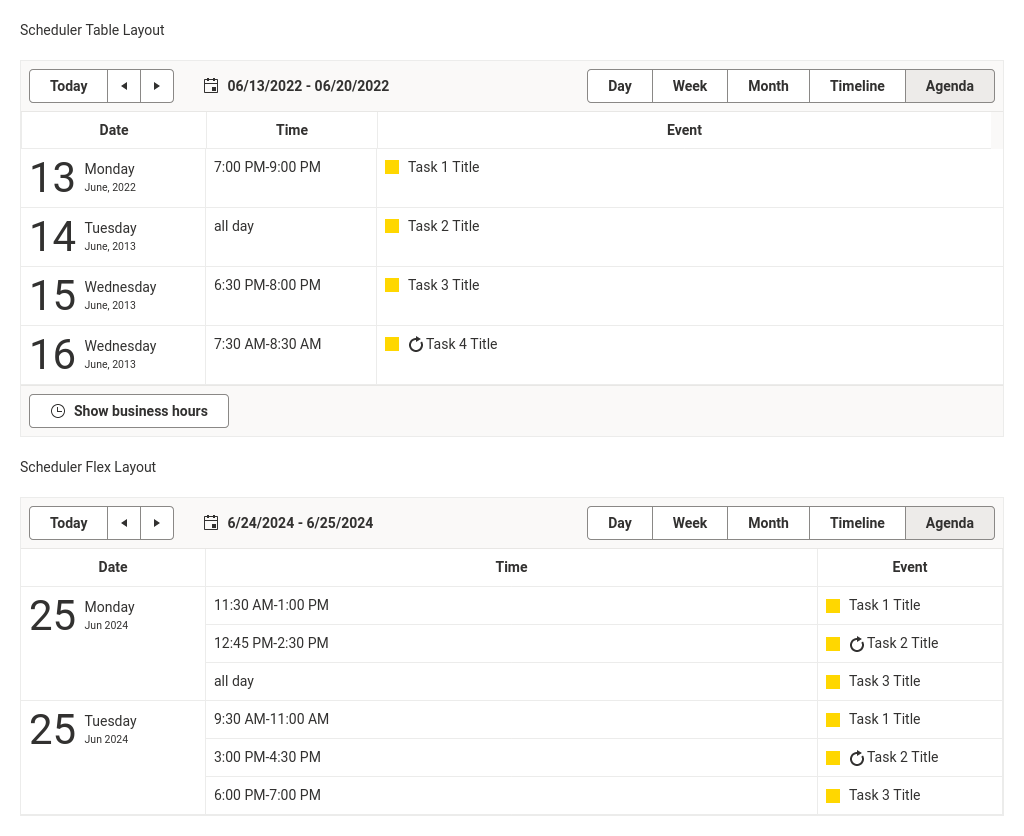 Scheduler Table Layout
Today 06/13/2022 - 06/20/2022 Day Week Month Timeline Agenda
Date Time Event
13 Monday 7:00 PM-9:00 PM Task 1 Title
June, 2022
14 Tuesday all day Task 2 Title
June, 2013
15 Wednesday 6:30 PM-8:00 PM Task 3 Title
June, 2013
16 Wednesday 7:30 AM-8:30 AM Task 4 Title
June, 2013
Show business hours
Scheduler Flex Layout
Today 6/24/2024 - 6/25/2024 Day Week Month Timeline Agenda
Date Time Event
25 Monday 11:30 AM-1:00 PM Task 1 Title
Jun 2024
12:45 PM-2:30 PM Task 2 Title
all day Task 3 Title
25 Tuesday 9:30 AM-11:00 AM Task 1 Title
Jun 2024
3:00 PM-4:30 PM Task 2 Title
6:00 PM-7:00 PM Task 3 Title